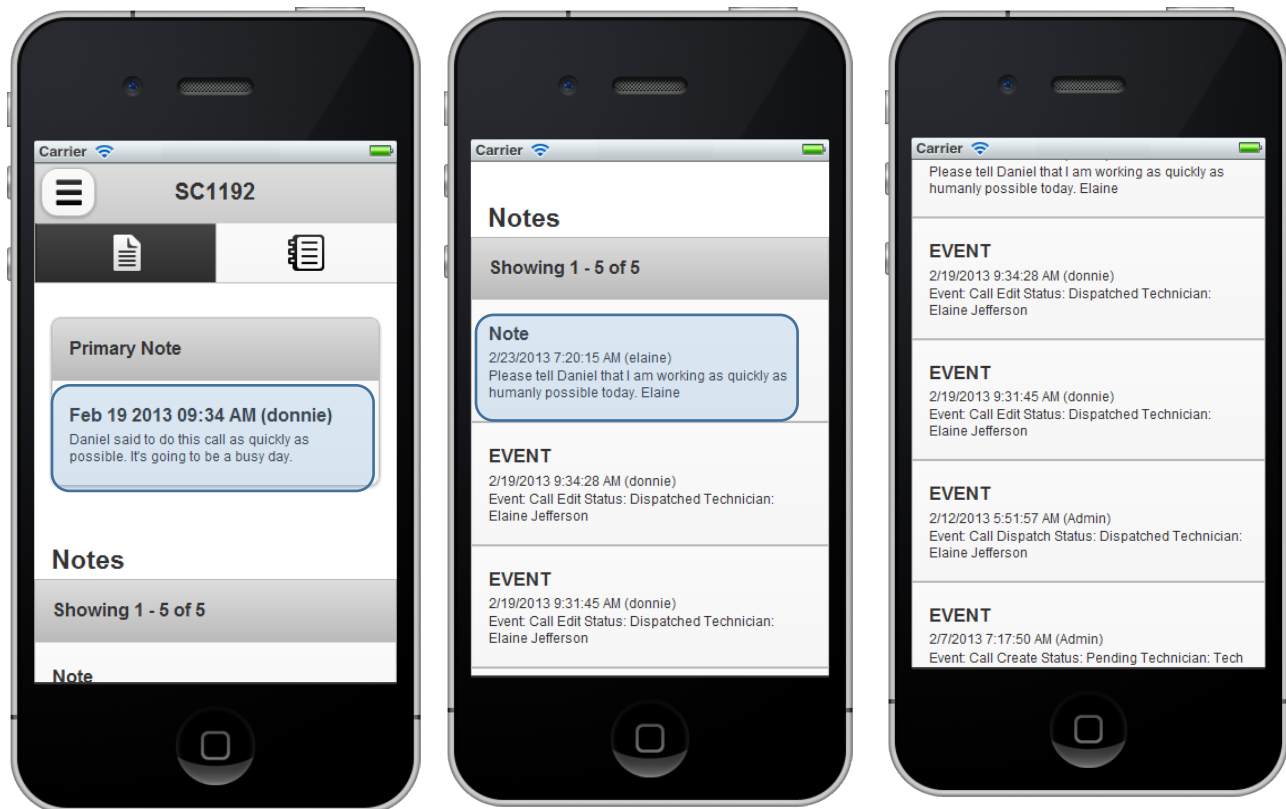 Carrier
SC1192
Primary Note
Feb 19 2013 09:34 AM (donnie)
Daniel said to do this call as quickly as
possible. It's going to be a busy day.
Notes
Showing 1 - 5 of 5
Note
Carrier
Notes
Showing 1 - 5 of 5
Note
2/23/2013 7:20:15 AM (elaine)
Please tell Daniel that I am working as quickly as
humanly possible today. Elaine
EVENT
2/19/2013 9:34:28 AM (donnie)
Event: Call Edit Status: Dispatched Technician:
Elaine Jefferson
EVENT
2/19/2013 9:31:45 AM (donnie)
Event: Call Edit Status: Dispatched Technician:
Elaine Jefferson
Carrier
Please tell Daniel that I am working as quickly as
humanly possible today. Elaine
EVENT
2/19/2013 9:34:28 AM (donnie)
Event: Call Edit Status: Dispatched Technician:
Elaine Jefferson
EVENT
2/19/2013 9:31:45 AM (donnie)
Event: Call Edit Status: Dispatched Technician:
Elaine Jefferson
EVENT
2/12/2013 5:51:57 AM (Admin)
Event: Call Dispatch Status: Dispatched Technician:
Elaine Jefferson
EVENT
2/7/2013 7:17:50 AM (Admin)
Event: Call Create Status: Pending Technician: Tech